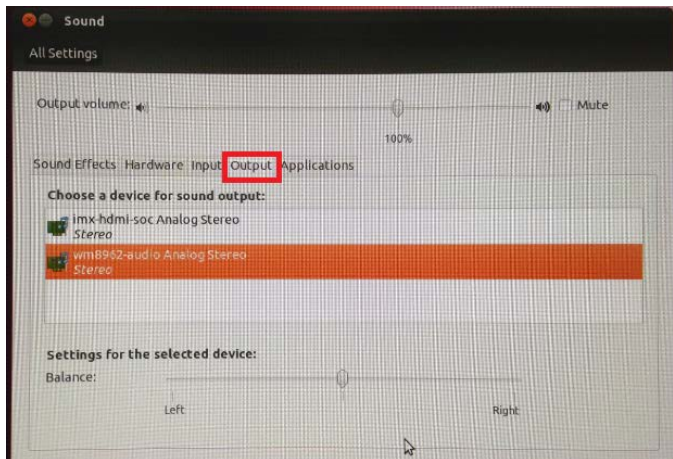 Sound
All Settings
Output volume: Mute
100%
Sound Effects Hardware Input Output Applications
Choose a device for sound output:
imx-hdmi-soc Analog Stereo
Stereo
wm8962-audio Analog Stereo
Stereo
Settings for the selected device:
Balance:
Left Right